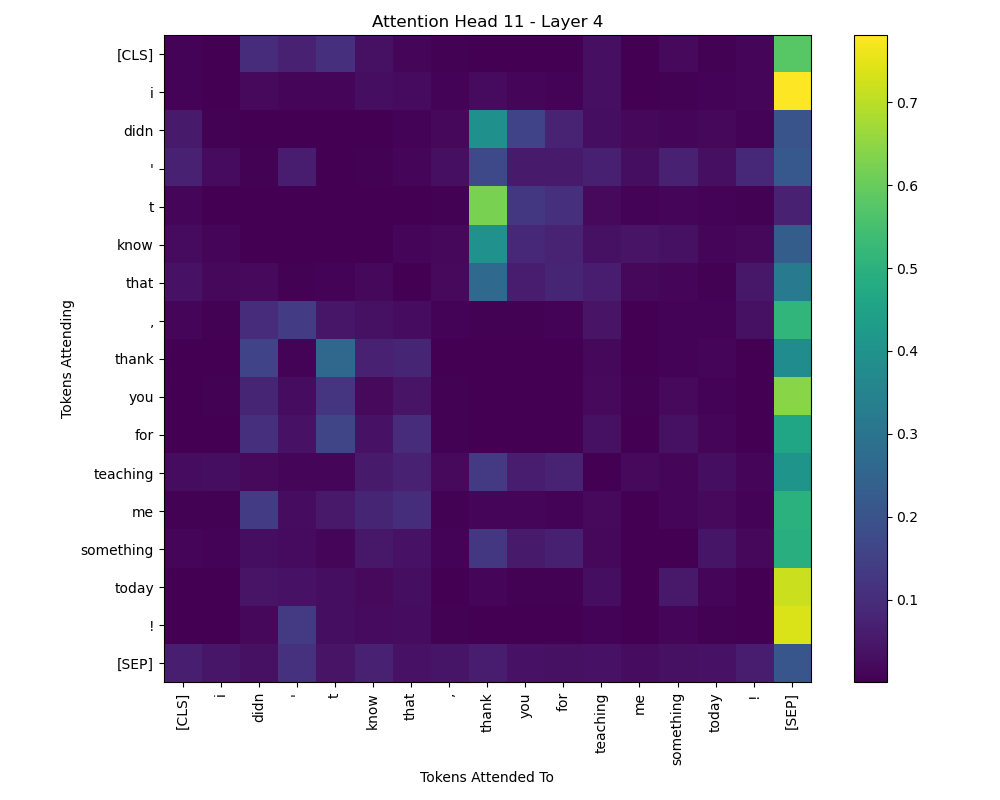 Attention Head 11 - Layer 4
Tokens Attending
[CLS]
i
didn
'
t
know
that
,
thank
you
for
teaching
me
something
today
!
[SEP]
[CLS]
i
didn
'
t
know
that
,
thank
you
for
teaching
me
something
today
!
[SEP]
Tokens Attended To
0.7
0.6
0.5
0.4
0.3
0.2
0.1